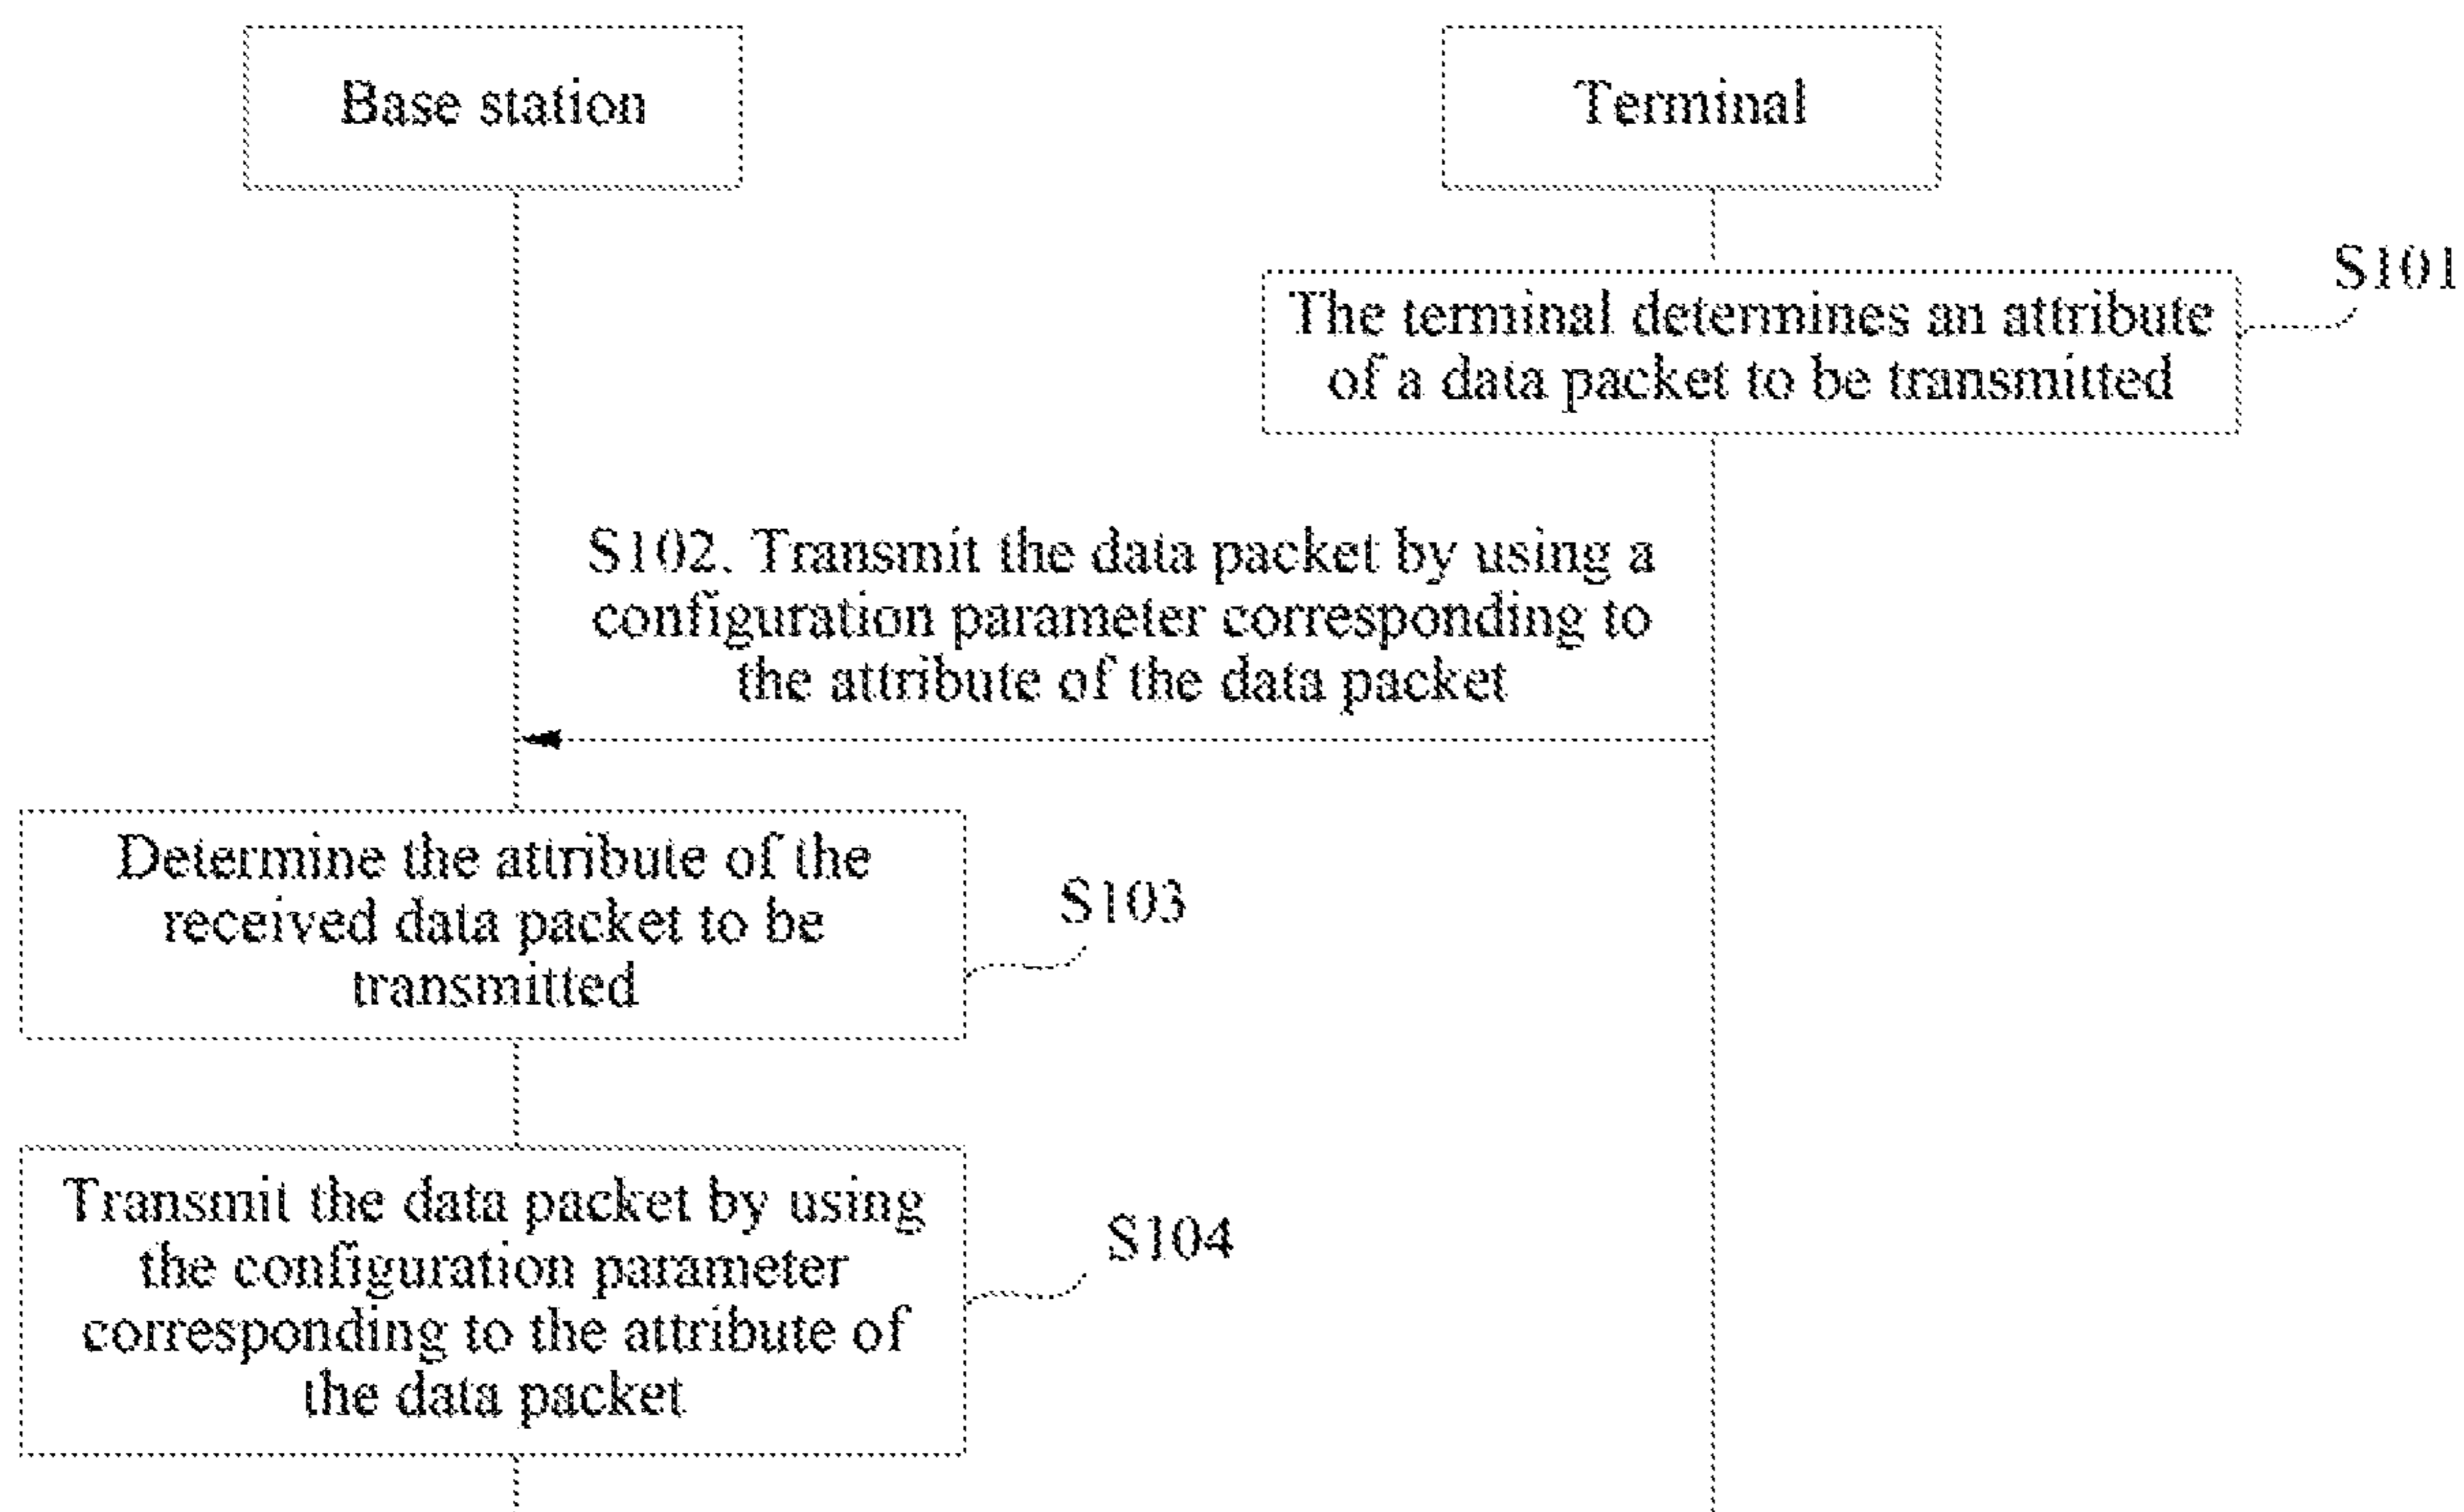 Base station
Terminal
S101
The terminal determines an attribute
of a data packet to be transmitted
S102. Transmit the data packet by using a
configuration parameter corresponding to
the attribute of the data packet
Determine the attribute of the
received data packet to be
transmitted
S103
Transmit the data packet by using
the configuration parameter
corresponding to the attribute of
the data packet
S104